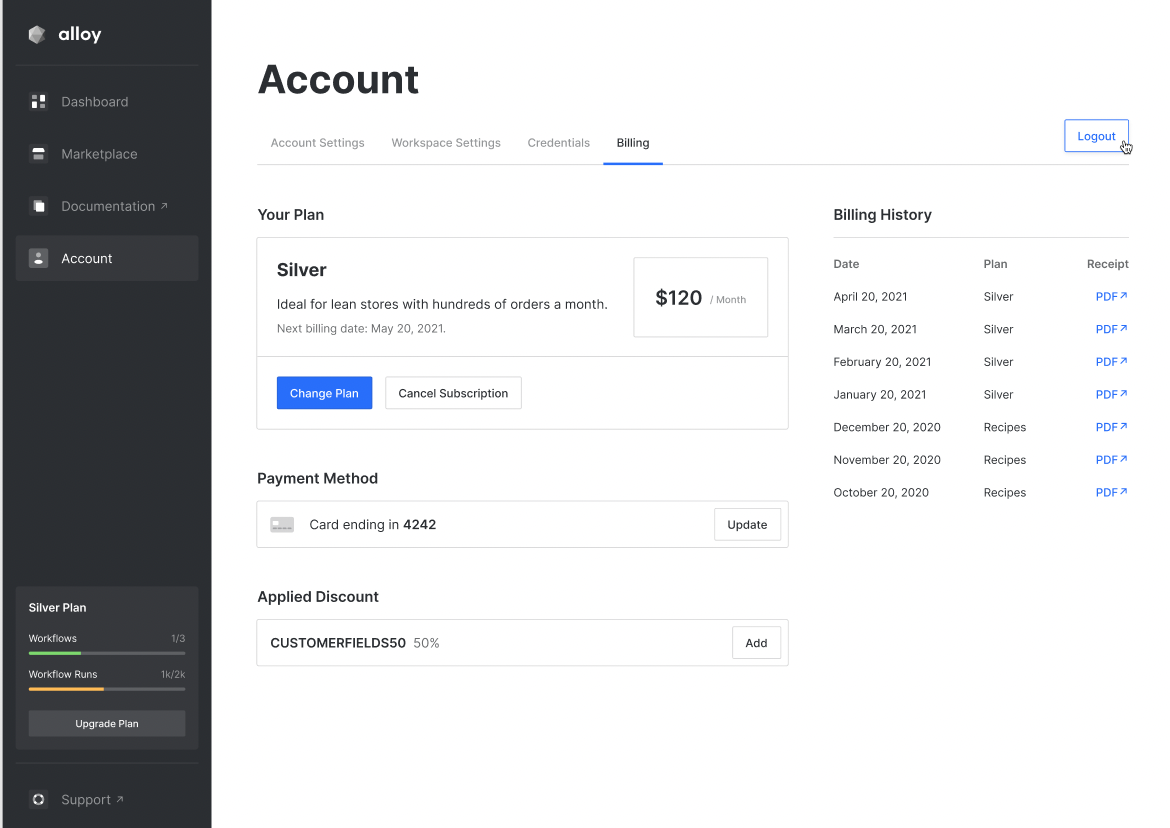 alloy
Dashboard
Marketplace
Documentation ↗
Account
Silver Plan
Workflows 1/3
Workflow Runs 1k/2k
Upgrade Plan
Support ↗
Account
Account Settings Workspace Settings Credentials Billing
Logout
Your Plan
Silver
Ideal for lean stores with hundreds of orders a month.
Next billing date: May 20, 2021.
$120 / Month
Change Plan Cancel Subscription
Payment Method
Card ending in 4242 Update
Applied Discount
CUSTOMERFIELDS50 50% Add
Billing History
Date Plan Receipt
April 20, 2021 Silver PDF↗
March 20, 2021 Silver PDF↗
February 20, 2021 Silver PDF↗
January 20, 2021 Silver PDF↗
December 20, 2020 Recipes PDF↗
November 20, 2020 Recipes PDF↗
October 20, 2020 Recipes PDF↗